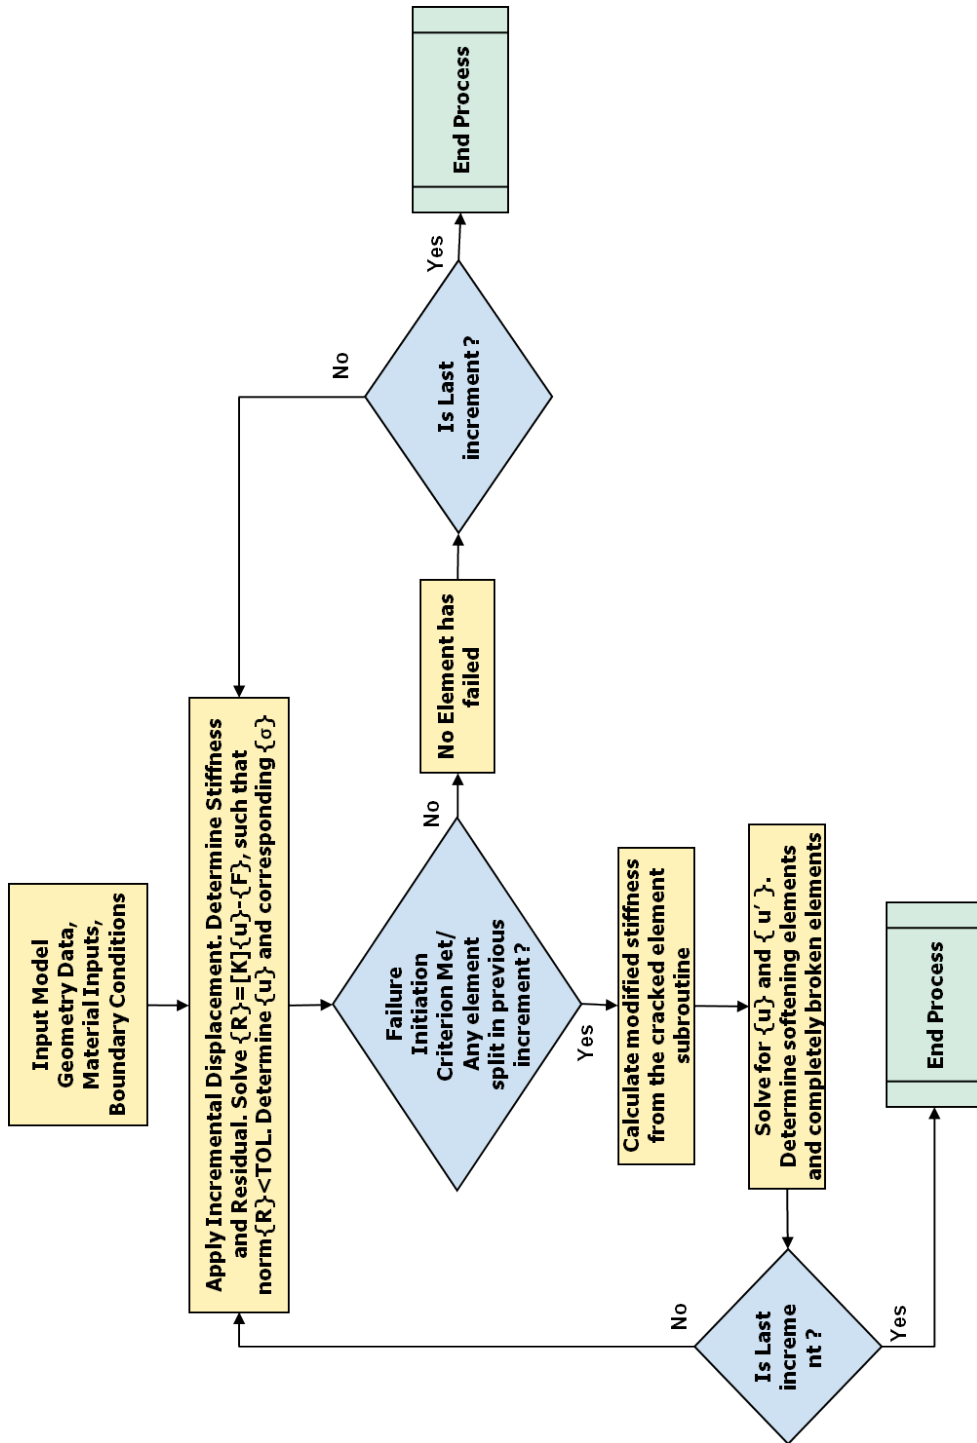 Input Model
Geometry Data,
Material Inputs,
Boundary Conditions
Apply Incremental Displacement. Determine Stiffness
and Residual. Solve {R}=[K]{u}-{F}, such that
norm{R}<TOL. Determine {u} and corresponding {σ}
Failure
Initiation
Criterion Met/
Any element
split in previous
increment ?
No
No Element has
failed
Is Last
increment ?
No
Yes
End Process
Yes
Calculate modified stiffness
from the cracked element
subroutine
Solve for {u} and { u' }.
Determine softening elements
and completely broken elements
Is Last
increme
nt ?
No
Yes
End Process